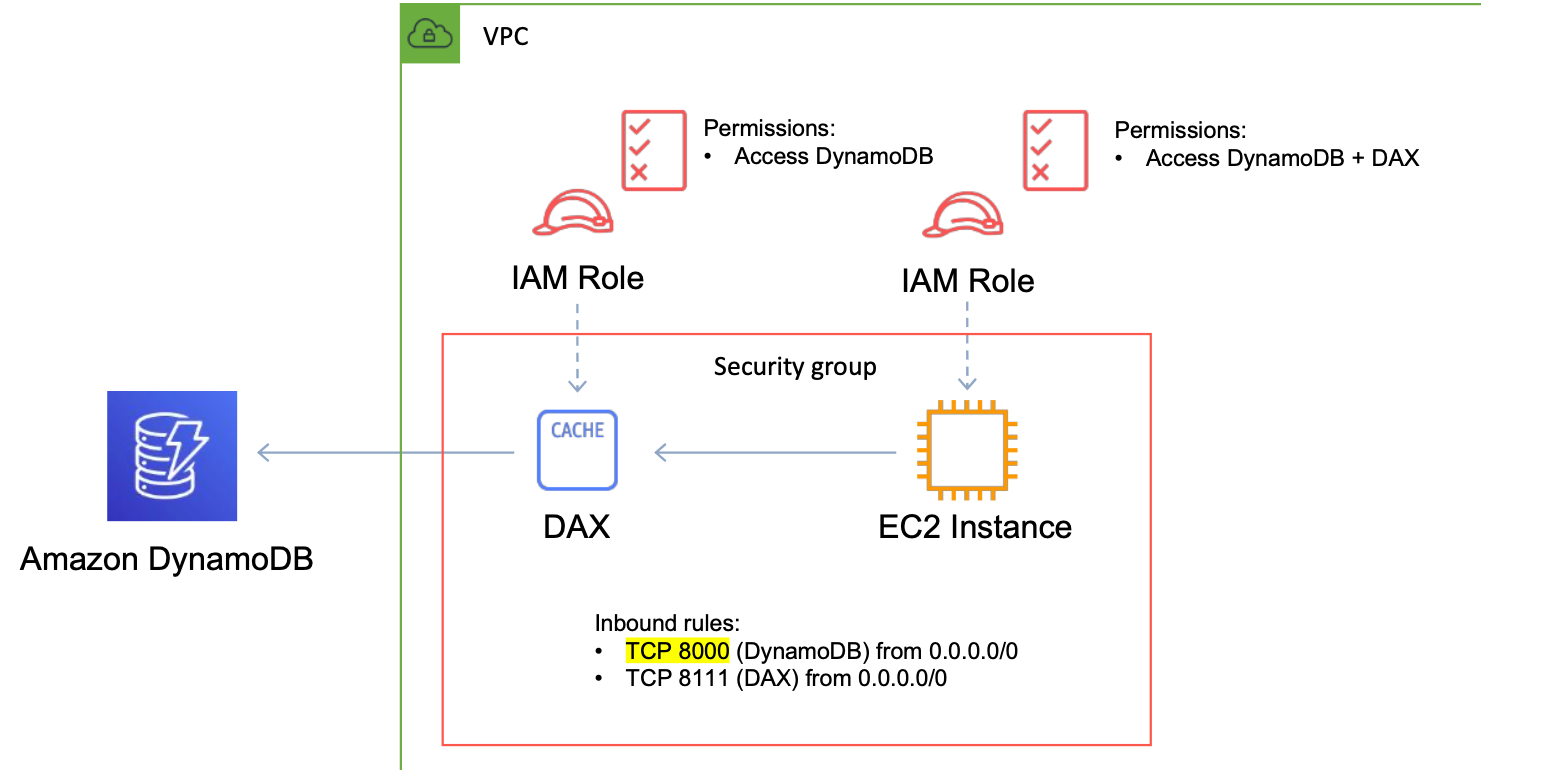 VPC
Permissions:
• Access DynamoDB
Permissions:
• Access DynamoDB + DAX
IAM Role
IAM Role
Security group
CACHE
DAX
EC2 Instance
Amazon DynamoDB
Inbound rules:
• TCP 8000 (DynamoDB) from 0.0.0.0/0
• TCP 8111 (DAX) from 0.0.0.0/0